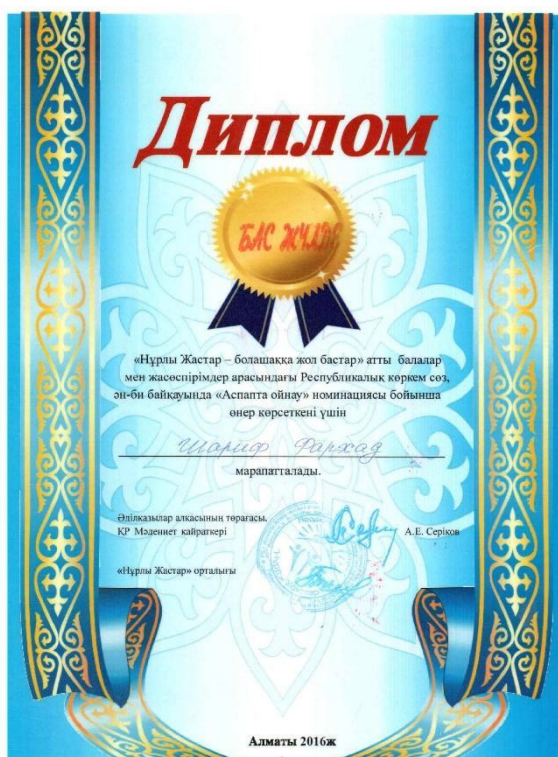 Диплом
БАС ЖҮЛДЕ
«Нұрлы Жастар – болашаққа жол бастар» атты балалар
мен жасөспірімдер арасындағы Республикалық көркем сөз,
ән-би байқауында «Аспапта ойнау» номинациясы бойынша
өнер көрсеткені үшін
Шариф Фархад
марапатталады.
Әділқазылар алқасының төрағасы,
ҚР Мәдениет қайраткері А.Е. Серіков
«Нұрлы Жастар» орталығы
Алматы 2016ж